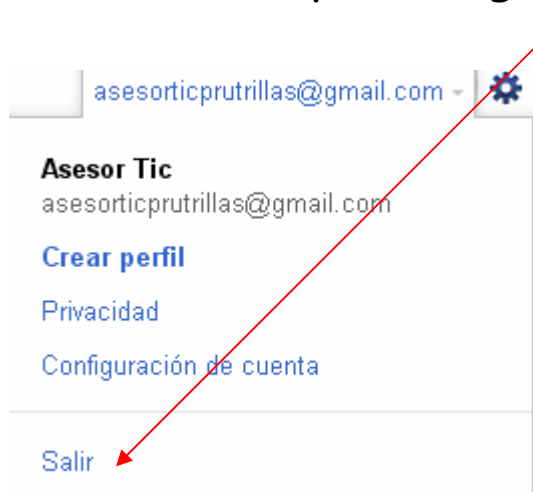 asesorticprutrillas@gmail.com
Asesor Tic
asesorticprutrillas@gmail.com
Crear perfil
Privacidad
Configuración de cuenta
Salir